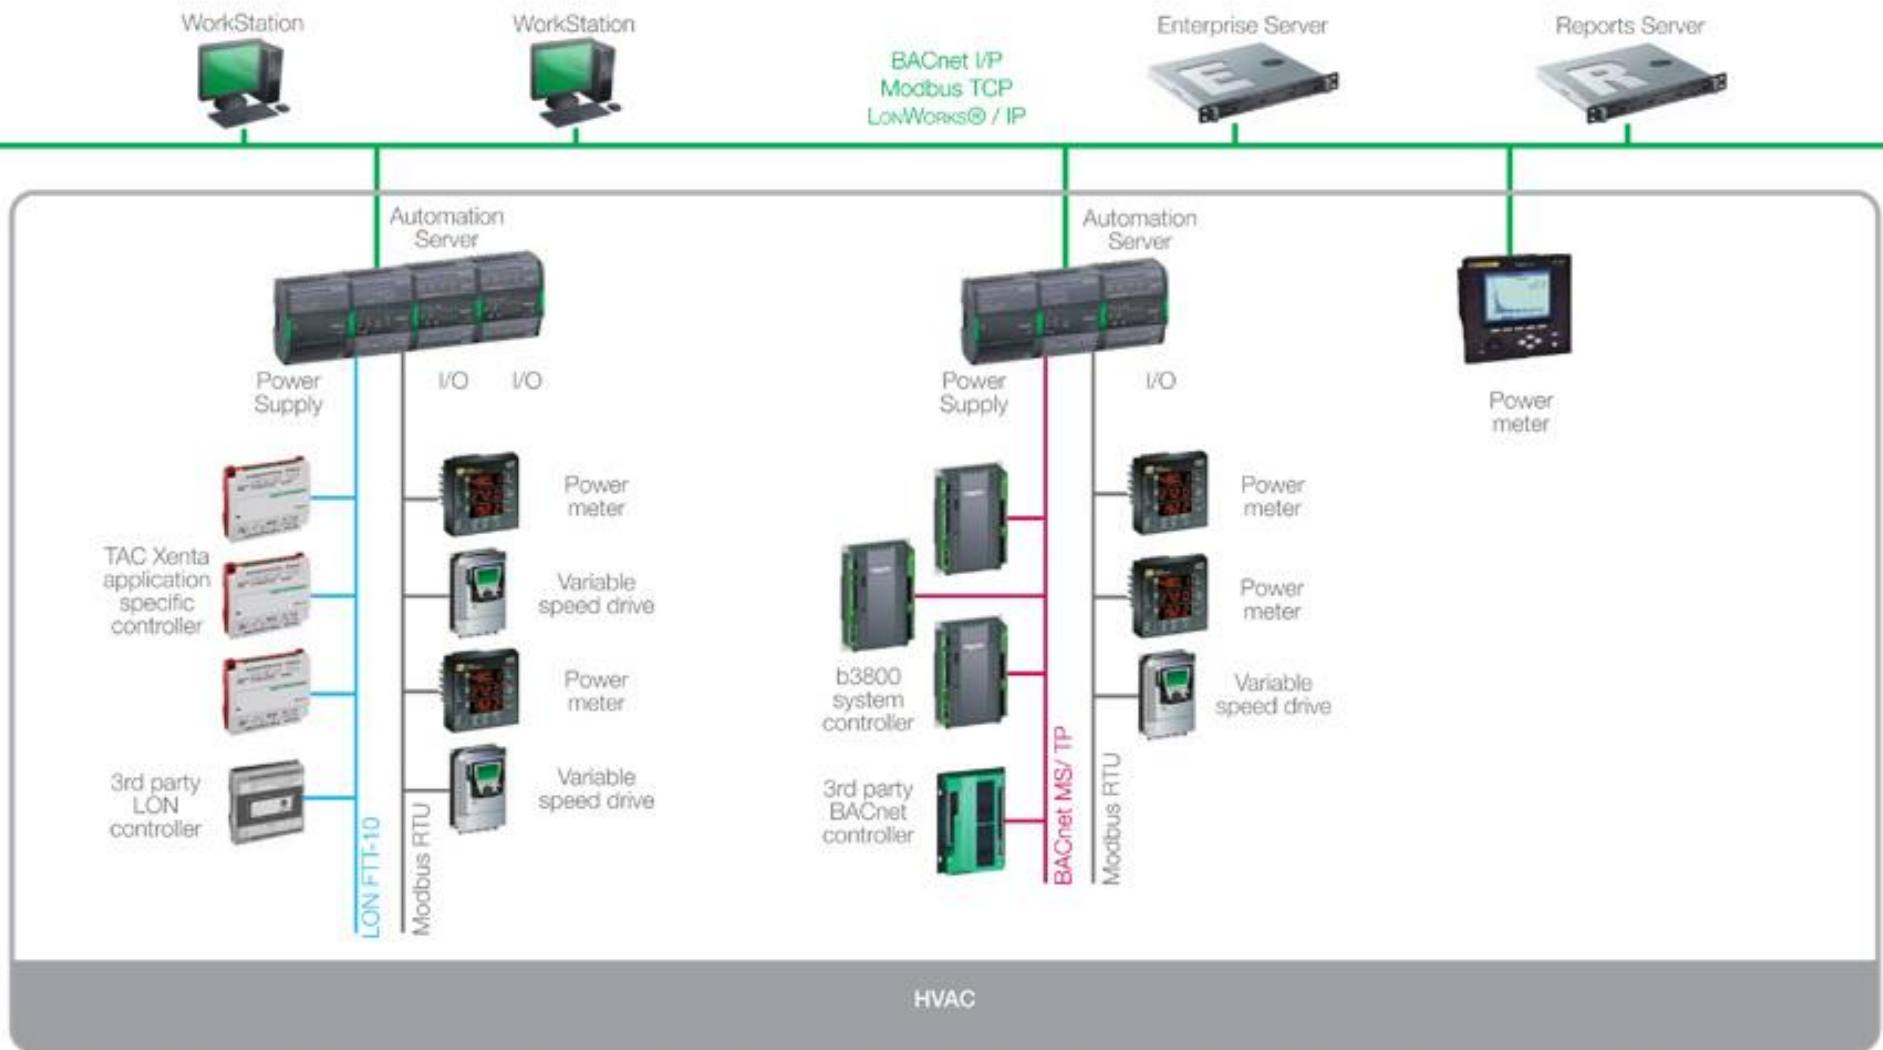 WorkStation
WorkStation
BACnet I/P
Modbus TCP
LonWorks® / IP
Enterprise Server
Reports Server
Automation
Server
Power
Supply
I/O
I/O
TAC Xenta
application
specific
controller
3rd party
LON
controller
LON FTT-10
Modbus RTU
Power
meter
Variable
speed drive
Power
meter
Variable
speed drive
Automation
Server
Power
Supply
I/O
b3800
system
controller
3rd party
BACnet
controller
BACnet MS/ TP
Modbus RTU
Power
meter
Power
meter
Variable
speed drive
Power
meter
HVAC